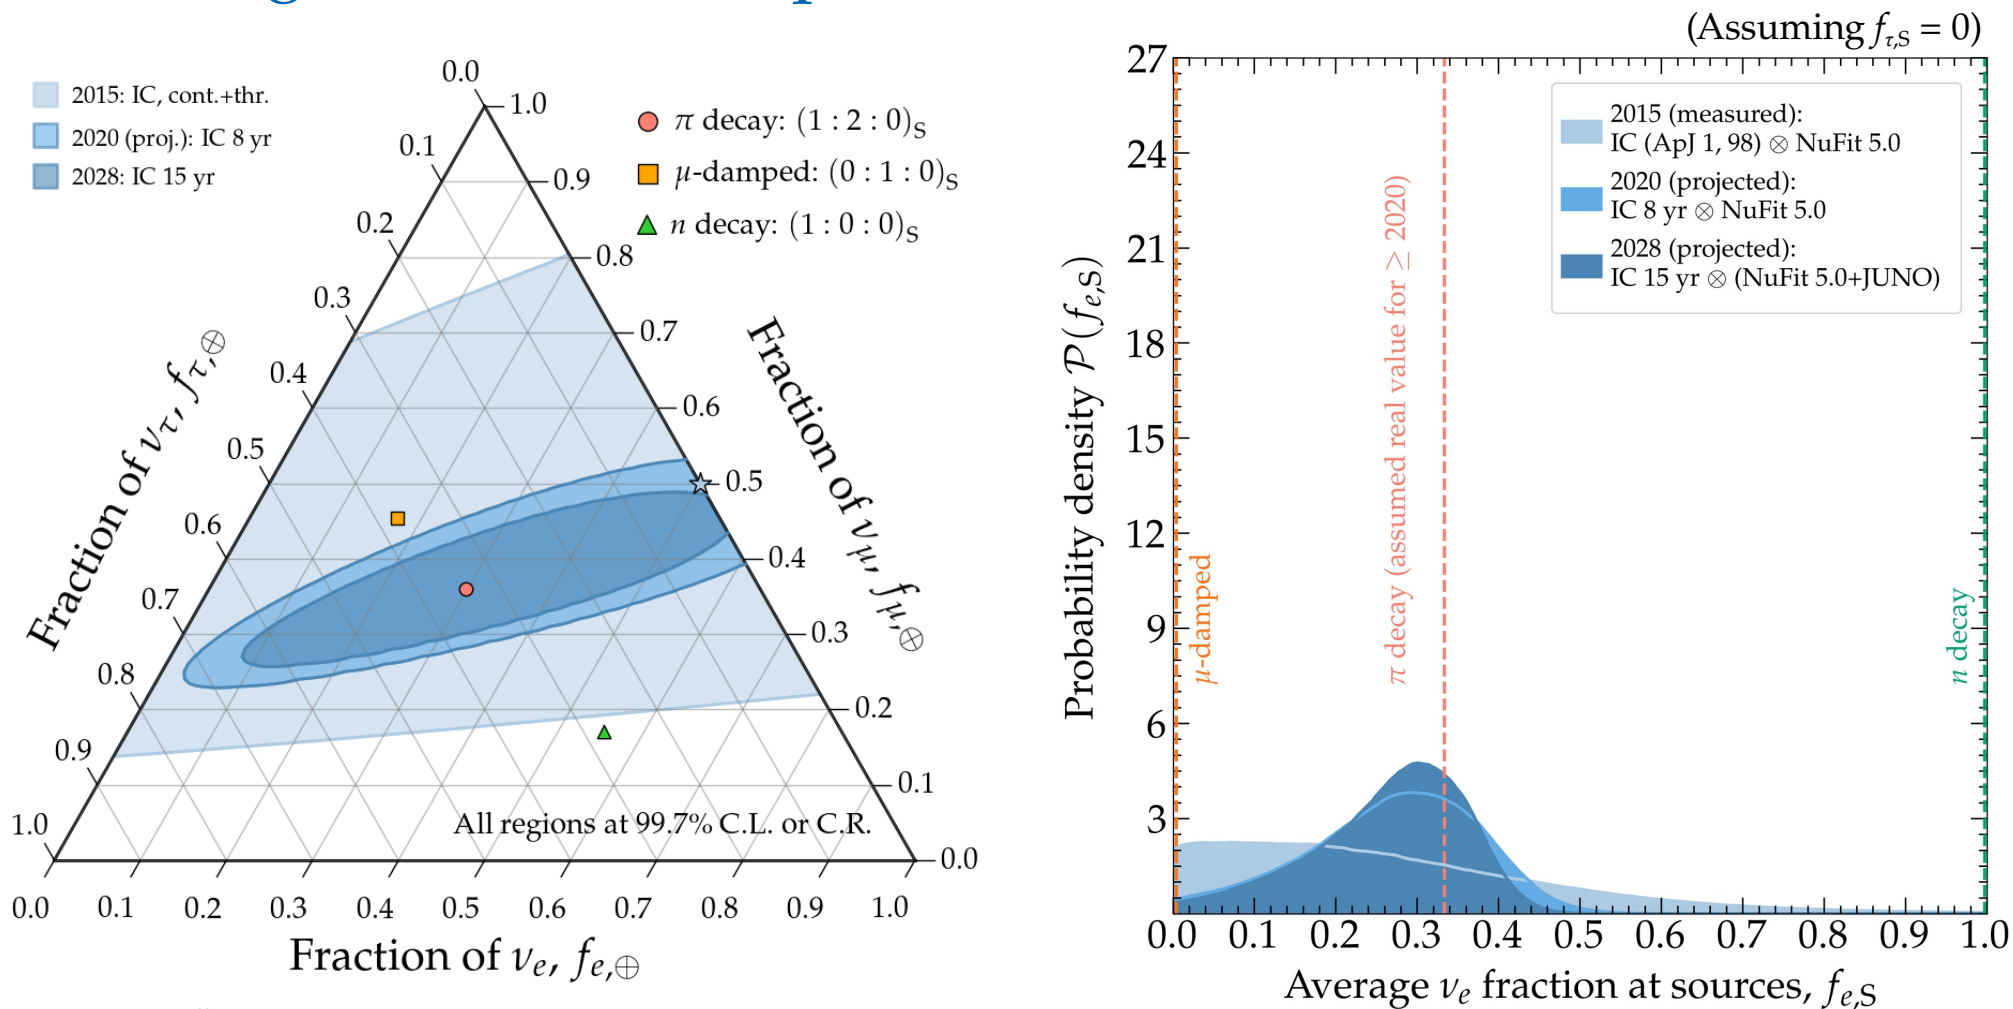 2015: IC, cont.+thr.
2020 (proj.): IC 8 yr
2028: IC 15 yr
π decay: (1 : 2 : 0)S
μ-damped: (0 : 1 : 0)S
n decay: (1 : 0 : 0)S
0.0
0.1
0.2
0.3
0.4
0.5
0.6
0.7
0.8
0.9
1.0
Fraction of ντ, fτ,⊕
1.0
0.9
0.8
0.7
0.6
0.5
0.4
0.3
0.2
0.1
0.0
Fraction of νμ, fμ,⊕
All regions at 99.7% C.L. or C.R.
0.0 0.1 0.2 0.3 0.4 0.5 0.6 0.7 0.8 0.9 1.0
Fraction of νe, fe,⊕
(Assuming fτ,S = 0)
27
24
21
18
15
12
9
6
3
Probability density P(fe,S)
2015 (measured):
IC (ApJ 1, 98) ⊗ NuFit 5.0
2020 (projected):
IC 8 yr ⊗ NuFit 5.0
2028 (projected):
IC 15 yr ⊗ (NuFit 5.0+JUNO)
μ-damped
π decay (assumed real value for ≥ 2020)
n decay
0.0 0.1 0.2 0.3 0.4 0.5 0.6 0.7 0.8 0.9 1.0
Average νe fraction at sources, fe,S